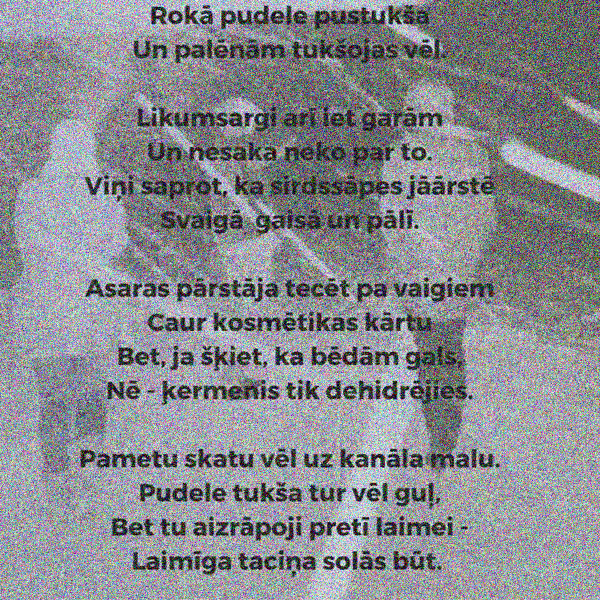 Rokā pudele pustukša
Un palēnām tukšojas vēl.
Likumsargi arī iet garām
Un nesaka neko par to.
Viņi saprot, ka sirdssāpes jāārstē
Svaigā gaisā un pālī.
Asaras pārstāja tecēt pa vaigiem
Caur kosmētikas kārtu
Bet, ja šķiet, ka bēdām gals,
Nē - ķermenis tik dehidrējies.
Pametu skatu vēl uz kanāla malu.
Pudele tukša tur vēl guļ,
Bet tu aizrāpoji pretī laimei -
Laimīga taciņa solās būt.